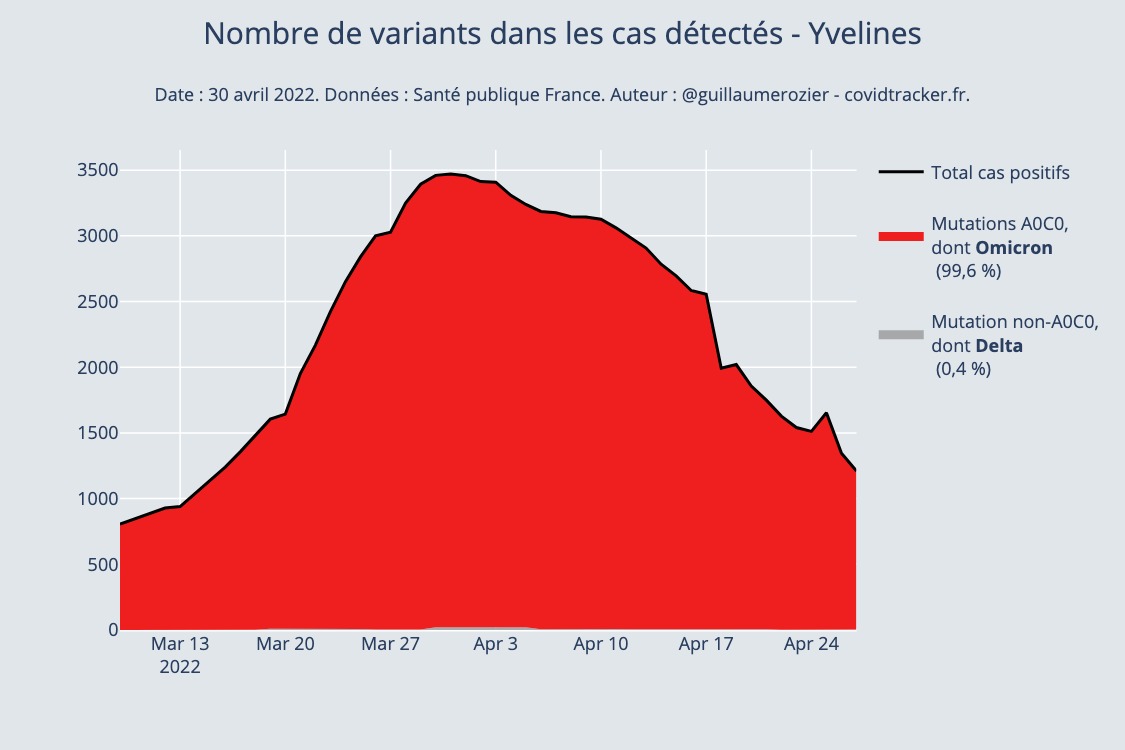 Nombre de variants dans les cas détectés - Yvelines
Date : 30 avril 2022. Données : Santé publique France. Auteur : @guillaumerozier - covidtracker.fr.
3500
3000
2500
2000
1500
1000
500
0
Mar 13
2022
Mar 20
Mar 27
Apr 3
Apr 10
Apr 17
Apr 24
Total cas positifs
Mutations A0C0,
dont Omicron
(99,6 %)
Mutation non-A0C0,
dont Delta
(0,4 %)